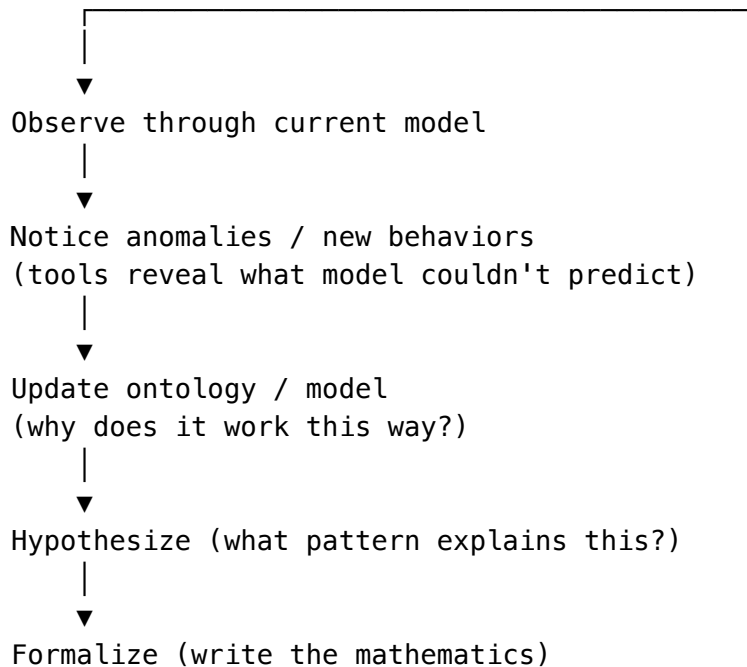 Observe through current model
Notice anomalies / new behaviors
(tools reveal what model couldn't predict)
Update ontology / model
(why does it work this way?)
Hypothesize (what pattern explains this?)
Formalize (write the mathematics)